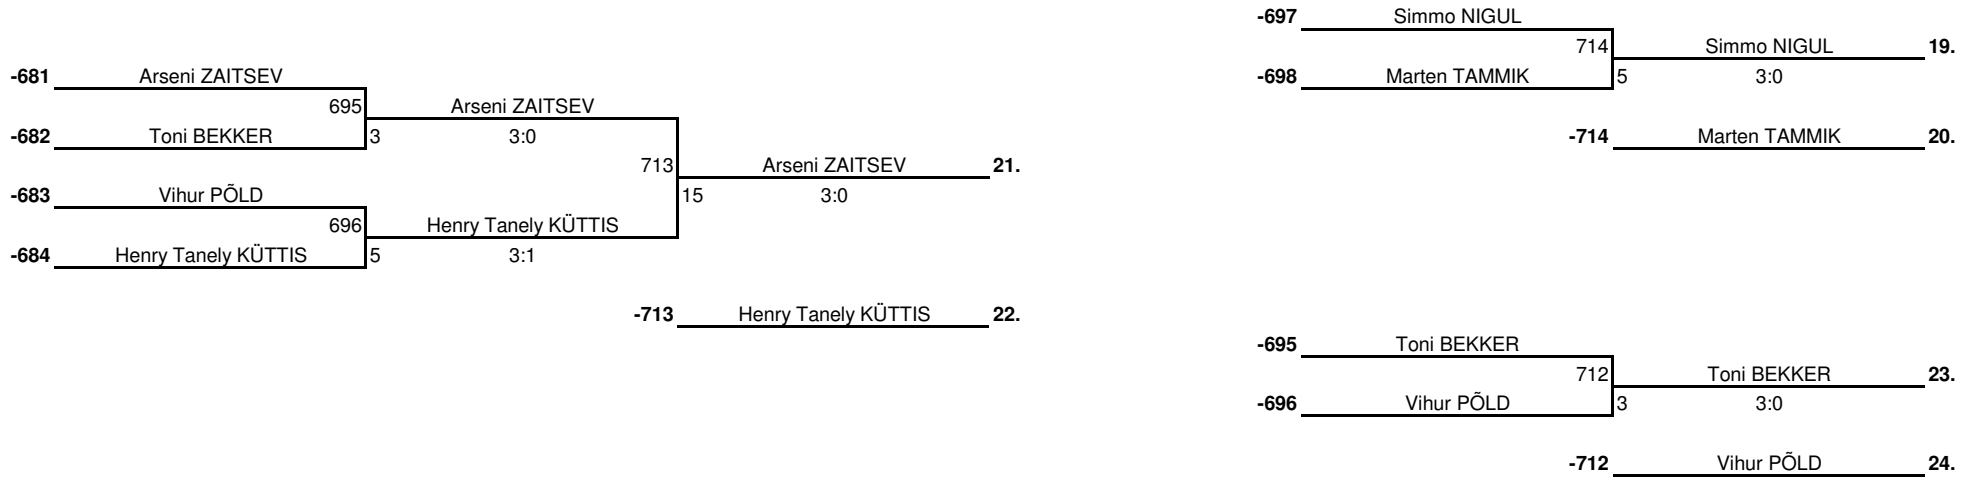 -697 Simmo NIGUL
714 Simmo NIGUL 19.
-681 Arseni ZAITSEV
-698 Marten TAMMIK 5 3:0
695 Arseni ZAITSEV
-682 Toni BEKKER 3 3:0
-714 Marten TAMMIK 20.
713 Arseni ZAITSEV 21.
-683 Vihur PÕLD
15 3:0
696 Henry Tanely KÜTTIS
-684 Henry Tanely KÜTTIS 5 3:1
-713 Henry Tanely KÜTTIS 22.
-695 Toni BEKKER
712 Toni BEKKER 23.
-696 Vihur PÕLD 3 3:0
-712 Vihur PÕLD 24.